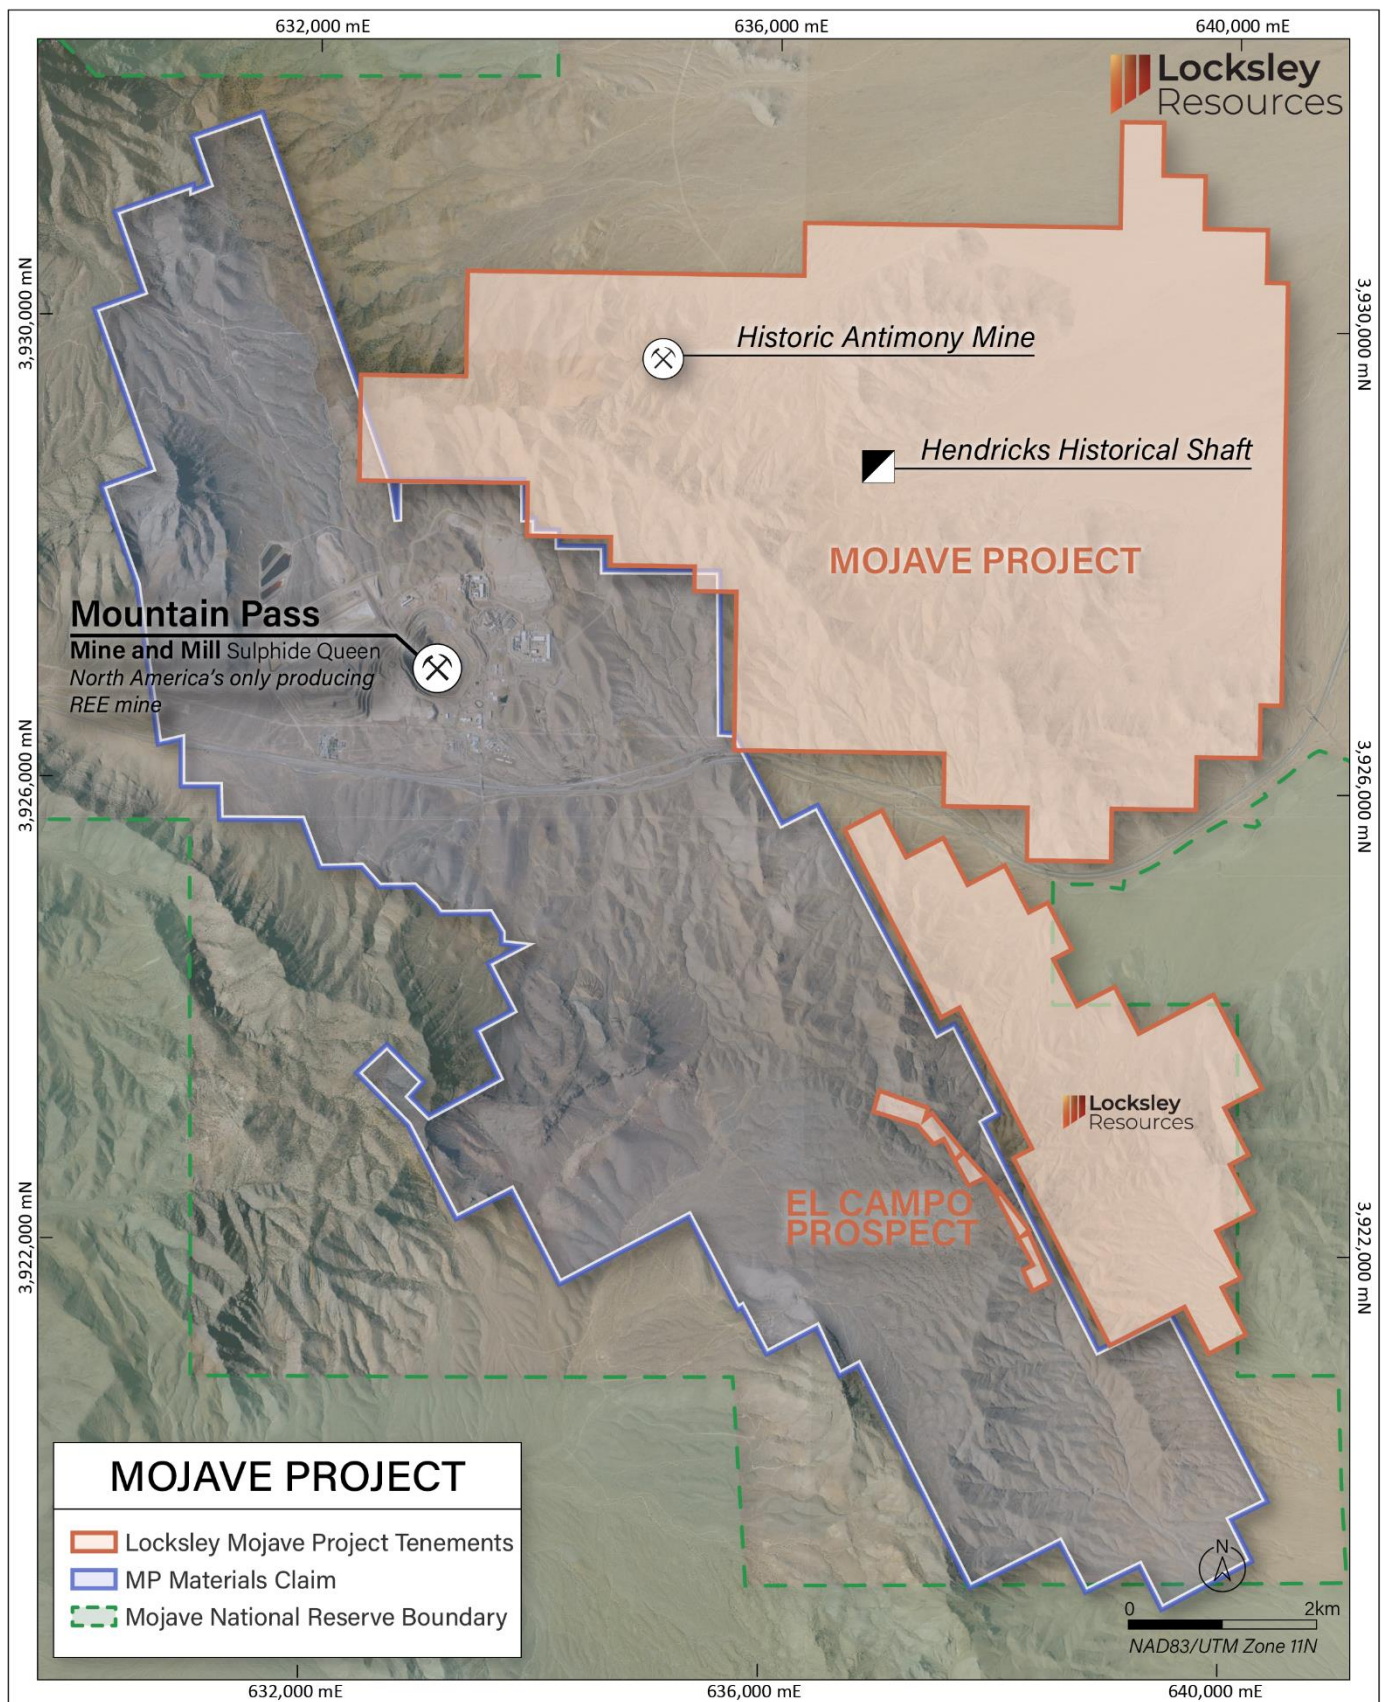 632,000 mE
636,000 mE
640,000 mE
Locksley
Resources
3,930,000 mN
3,930,000 mN
Historic Antimony Mine
Hendricks Historical Shaft
MOJAVE PROJECT
Mountain Pass
Mine and Mill Sulphide Queen
North America's only producing
REE mine
3,926,000 mN
3,926,000 mN
Locksley
Resources
EL CAMPO
PROSPECT
3,922,000 mN
3,922,000 mN
MOJAVE PROJECT
Locksley Mojave Project Tenements
MP Materials Claim
Mojave National Reserve Boundary
N
0 2km
NAD83/UTM Zone 11N
632,000 mE
636,000 mE
640,000 mE